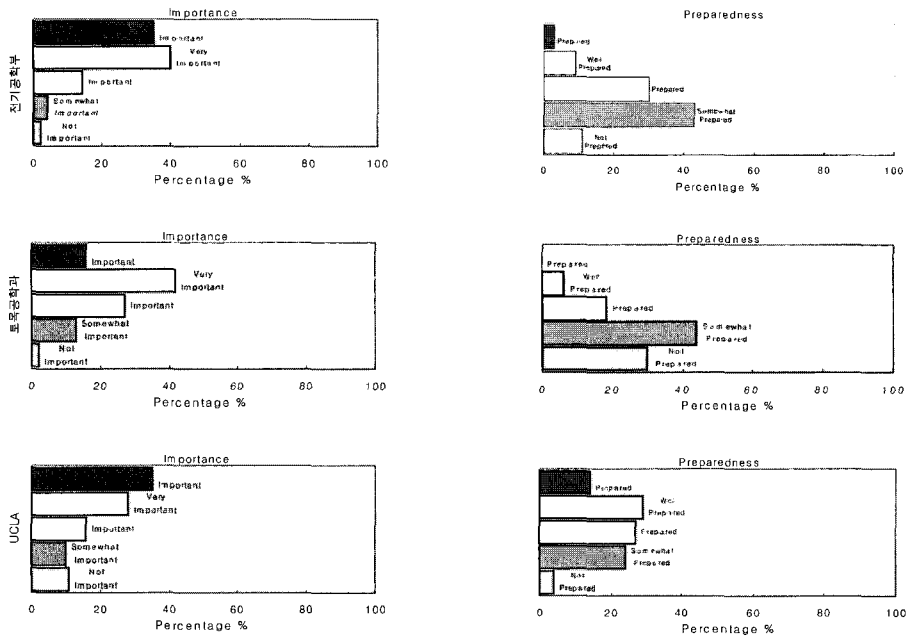 전기공학부
Importance
Important
Very
Important
Important
Somewhat
Important
Not
Important
0 20 40 60 80 100
Percentage %
Preparedness
Prepared
Well
Prepared
Prepared
Somewhat
Prepared
Not
Prepared
0 20 40 60 80 100
Percentage %
토목공학과
Importance
Important
Very
Important
Important
Somewhat
Important
Not
Important
0 20 40 60 80 100
Percentage %
Preparedness
Prepared
Well
Prepared
Prepared
Somewhat
Prepared
Not
Prepared
0 20 40 60 80 100
Percentage %
UCLA
Importance
Important
Very
Important
Important
Somewhat
Important
Not
Important
0 20 40 60 80 100
Percentage %
Preparedness
Prepared
Well
Prepared
Prepared
Somewhat
Prepared
Not
Prepared
0 20 40 60 80 100
Percentage %